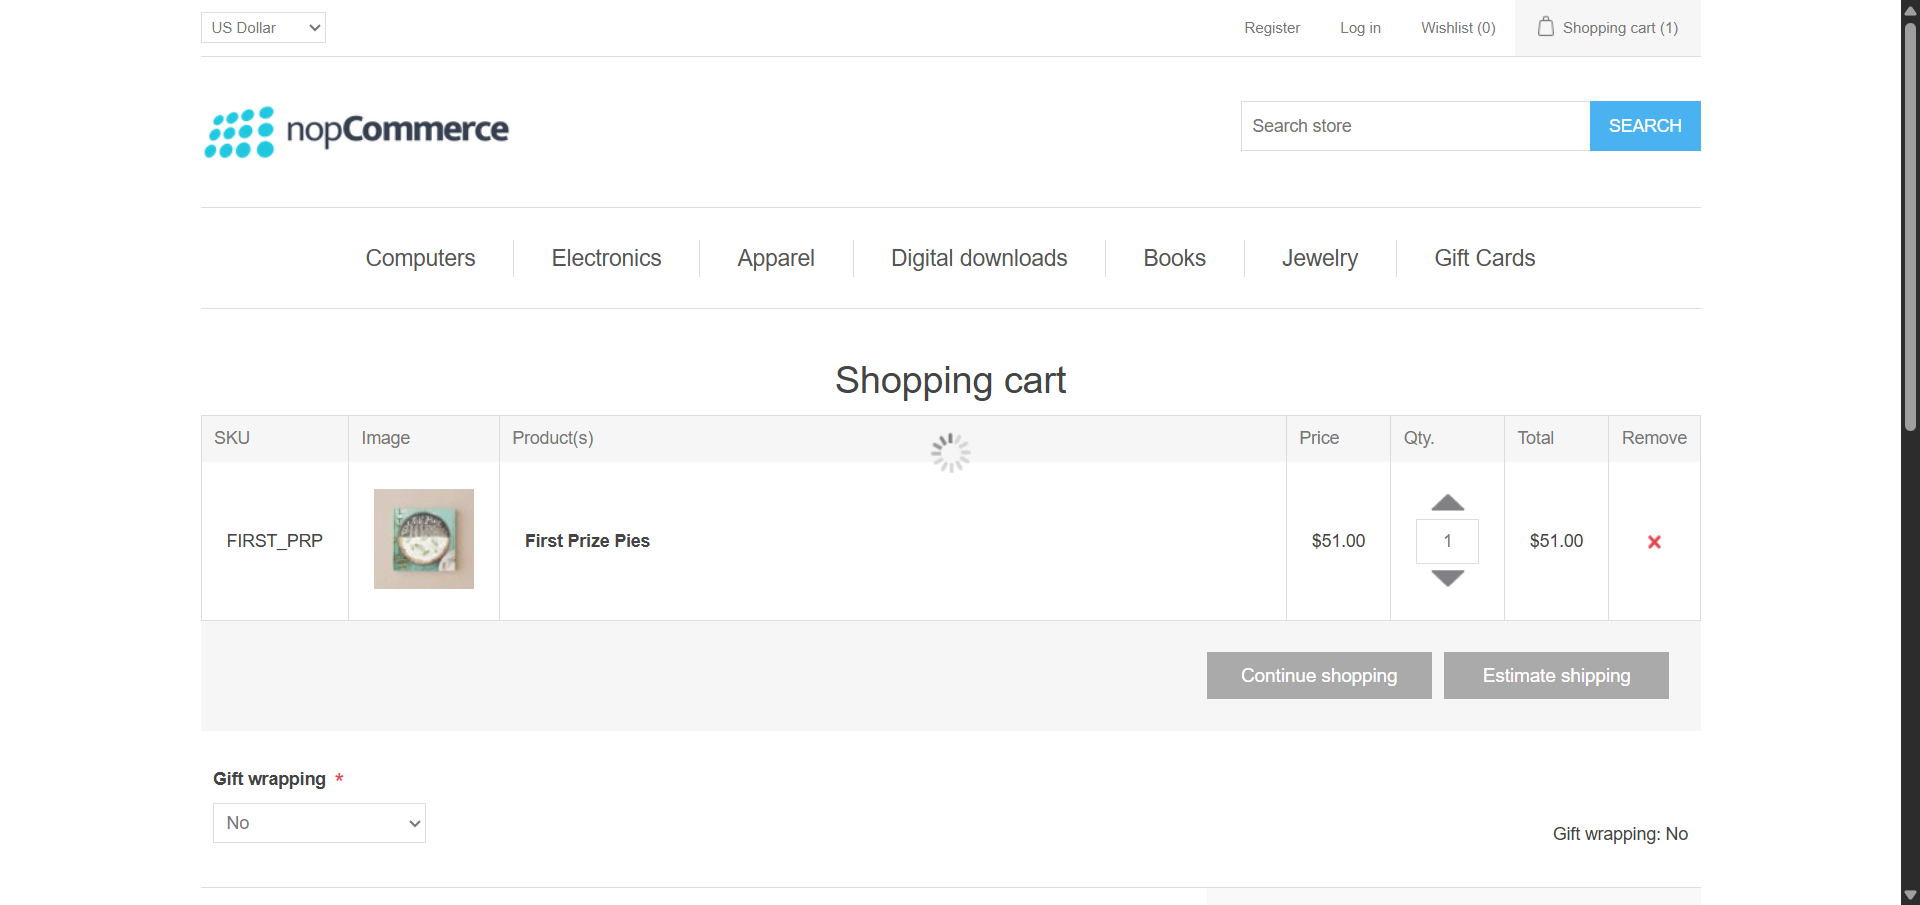 US Dollar
Register
Log in
Wishlist (0)
Shopping cart (1)
nopCommerce
Search store
SEARCH
Computers
Electronics
Apparel
Digital downloads
Books
Jewelry
Gift Cards
Shopping cart
SKU
Image
Product(s)
Price
Qty.
Total
Remove
FIRST_PRP
First Prize Pies
$51.00
1
$51.00
Continue shopping
Estimate shipping
Gift wrapping *
No
Gift wrapping: No